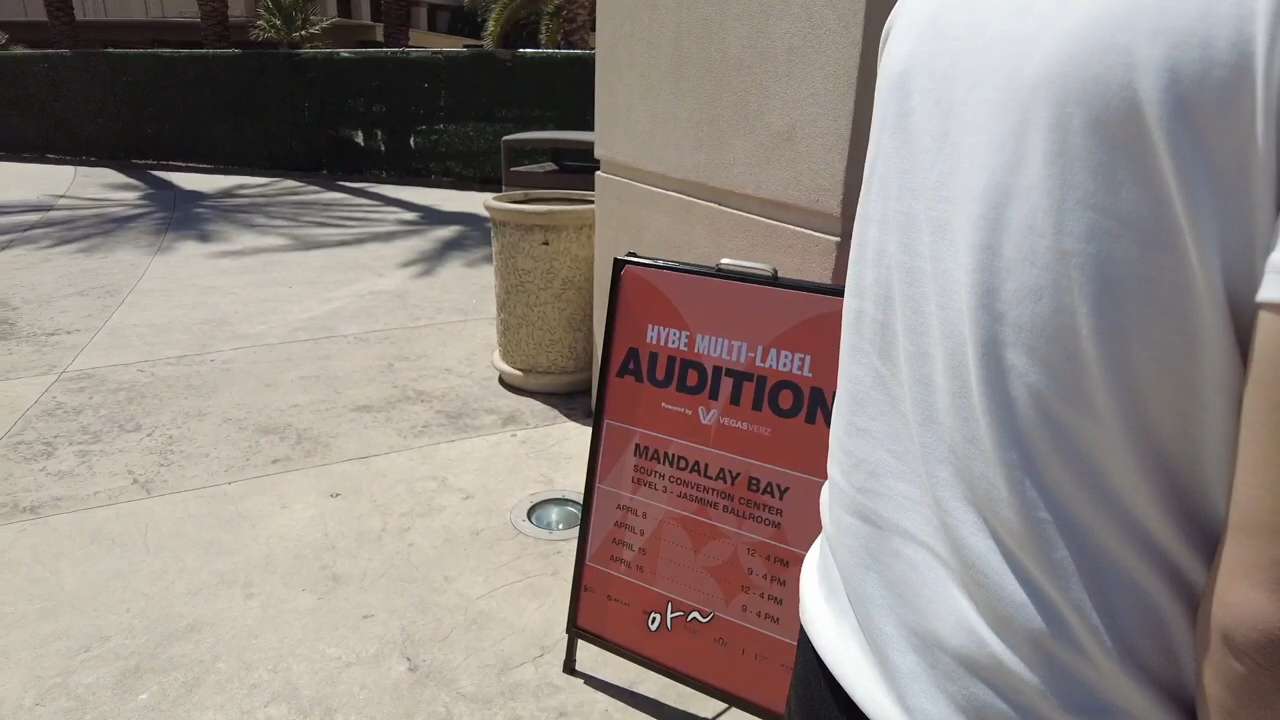 HYBE MULTI-LABEL
AUDITION
Powered by VEGASVERZ
MANDALAY BAY
SOUTH CONVENTION CENTER
LEVEL 3 - JASMINE BALLROOM
APRIL 8 12 - 4 PM
APRIL 9 9 - 4 PM
APRIL 15 12 - 4 PM
APRIL 16 9 - 4 PM
아~